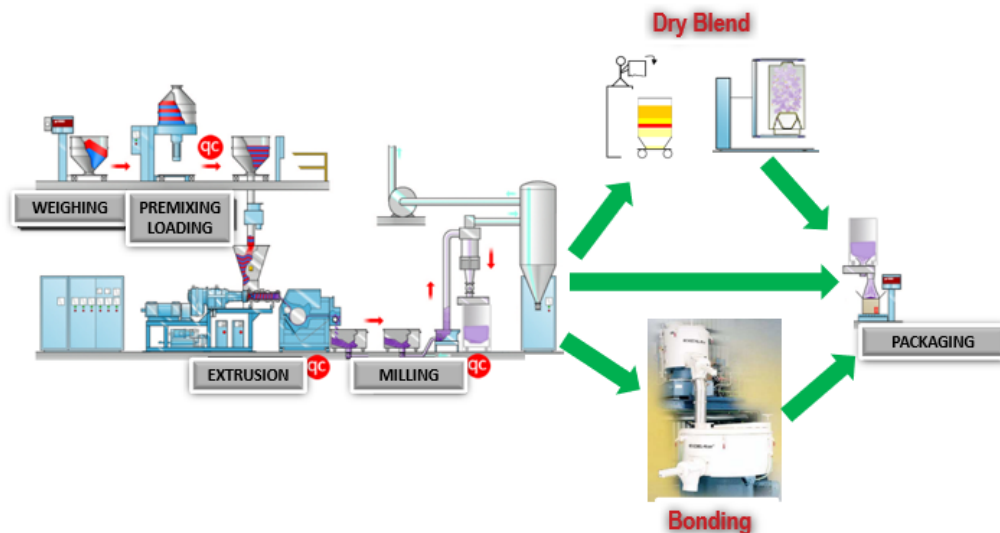 Dry Blend
qc
WEIGHING
PREMIXING
LOADING
EXTRUSION
qc
MILLING
qc
PACKAGING
Bonding